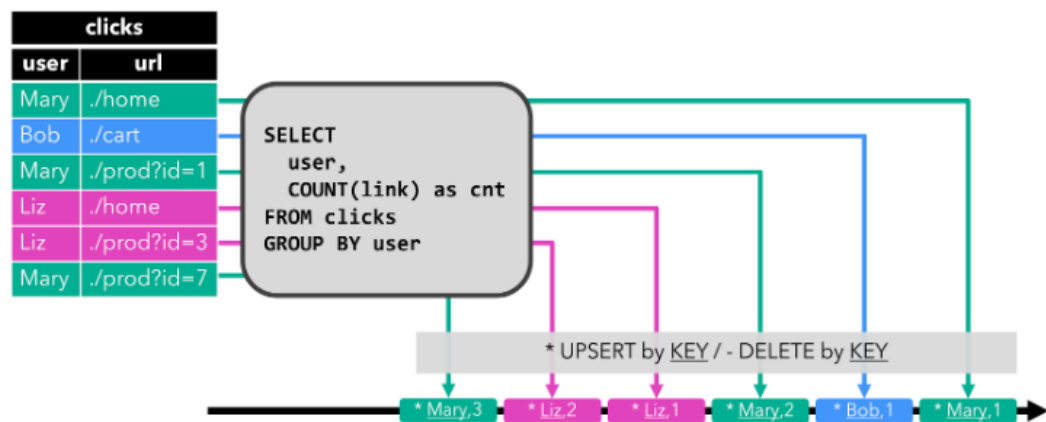 clicks
user url
Mary ./home
Bob ./cart
Mary ./prod?id=1
Liz ./home
Liz ./prod?id=3
Mary ./prod?id=7
SELECT
user,
COUNT(link) as cnt
FROM clicks
GROUP BY user
* UPSERT by KEY / - DELETE by KEY
* Mary,3 * Liz,2 * Liz,1 * Mary,2 * Bob,1 * Mary,1